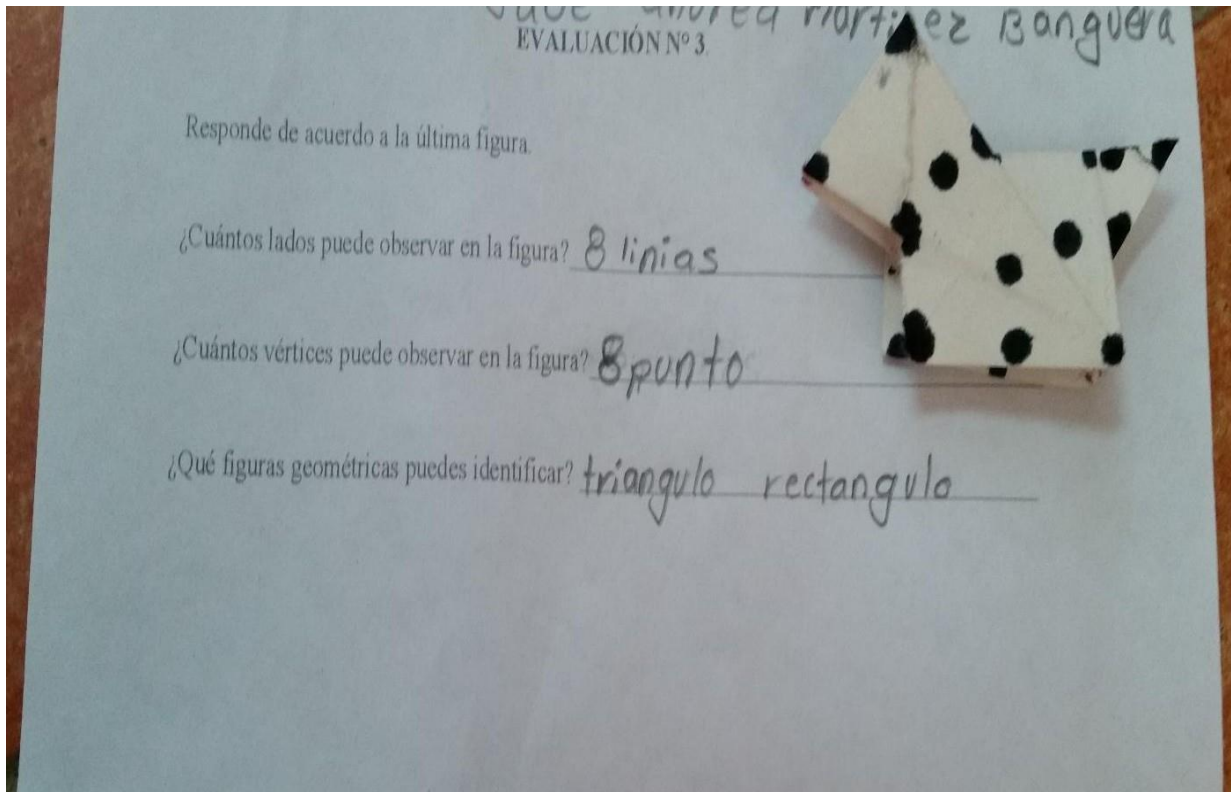 Martinez Banguera
EVALUACIÓN Nº 3.
Responde de acuerdo a la última figura.
¿Cuántos lados puede observar en la figura? 8 linias
¿Cuántos vértices puede observar en la figura? 8 punto
¿Qué figuras geométricas puedes identificar? triangulo rectangulo